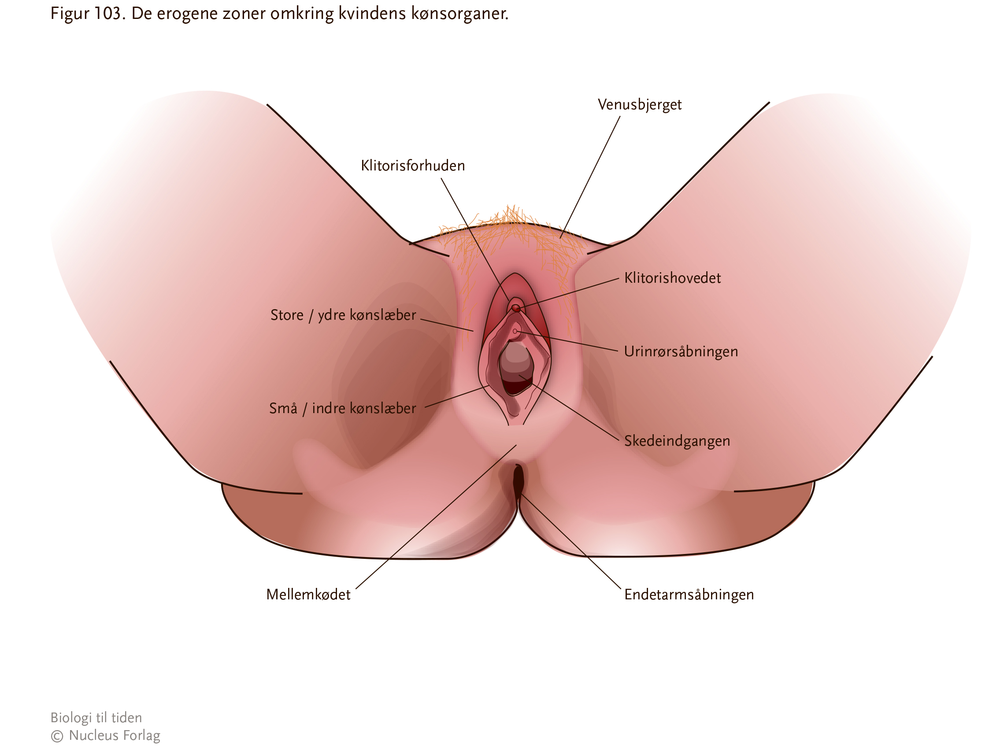 Figur 103. De erogene zoner omkring kvindens kønsorganer.
Venusbjerget
Klitorisforhuden
Klitorishovedet
Store / ydre kønslæber
Urinrørsåbningen
Små / indre kønslæber
Skedeindgangen
Mellemkødet
Endetarmsåbningen
Biologi til tiden
© Nucleus Forlag